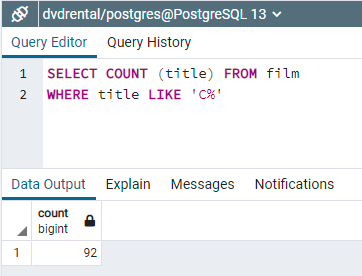 dvdrental/postgres@PostgreSQL 13
Query Editor Query History
1 SELECT COUNT (title) FROM film
2 WHERE title LIKE 'C%'
Data Output Explain Messages Notifications
count
bigint
1 92